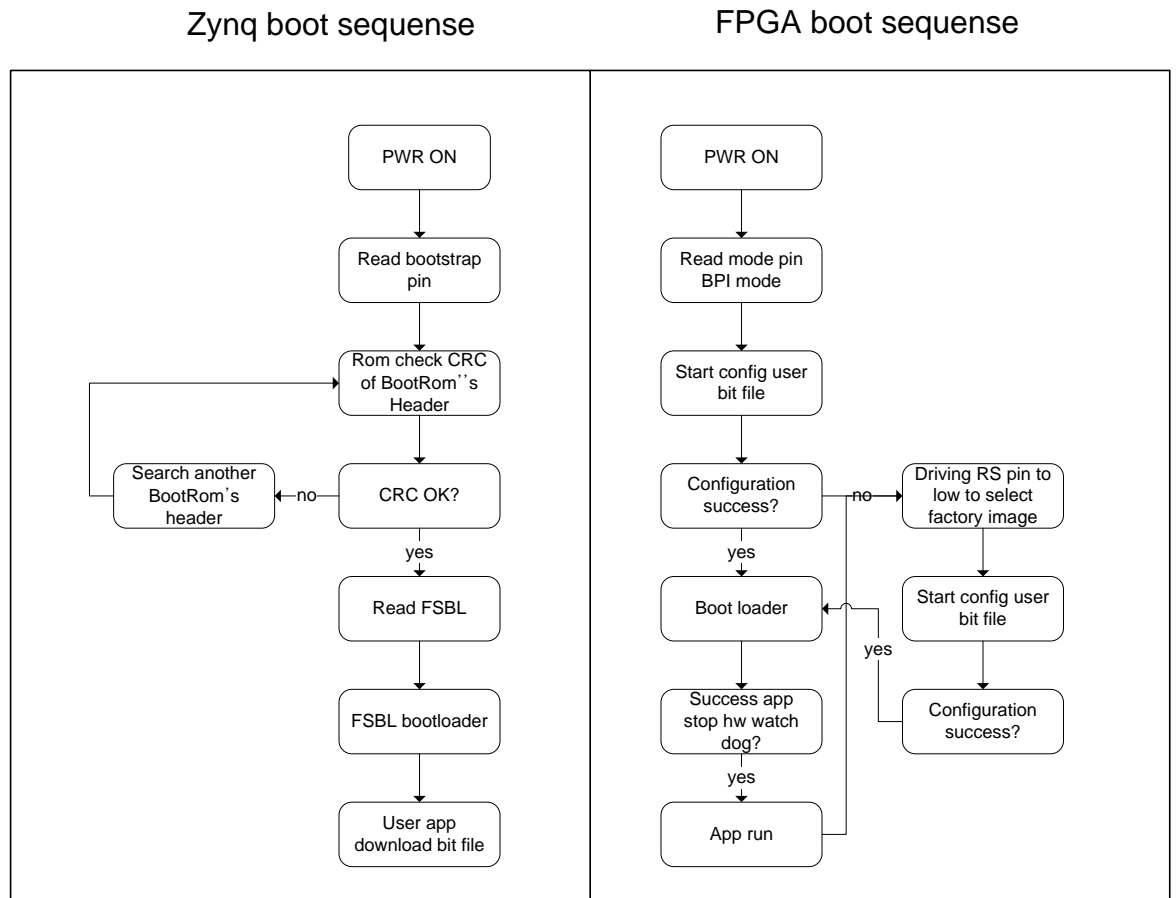 Zynq boot sequense
FPGA boot sequense
PWR ON
Read bootstrap
pin
Rom check CRC
of BootRom’’s
Header
Search another
BootRom’s
header
no
CRC OK?
yes
Read FSBL
FSBL bootloader
User app
download bit file
PWR ON
Read mode pin
BPI mode
Start config user
bit file
Configuration
success?
no
Driving RS pin to
low to select
factory image
yes
Boot loader
Start config user
bit file
yes
Success app
stop hw watch
dog?
Configuration
success?
yes
App run